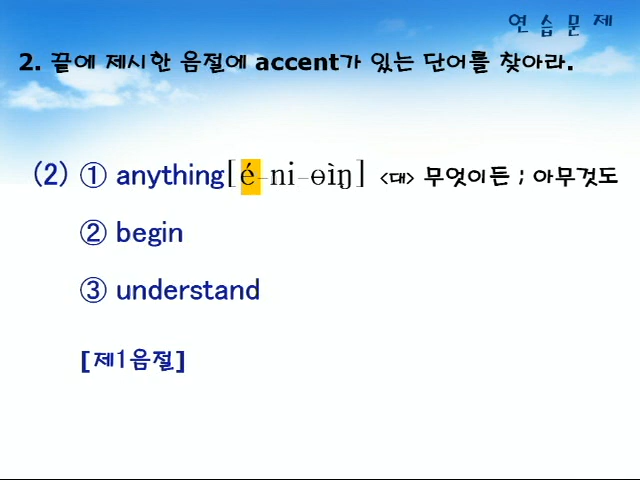 연습문제
2. 끝에 제시한 음절에 accent가 있는 단어를 찾아라.
(2) ① anything[é-ni-θìŋ] <대> 무엇이든 ; 아무것도
② begin
③ understand
[제1음절]